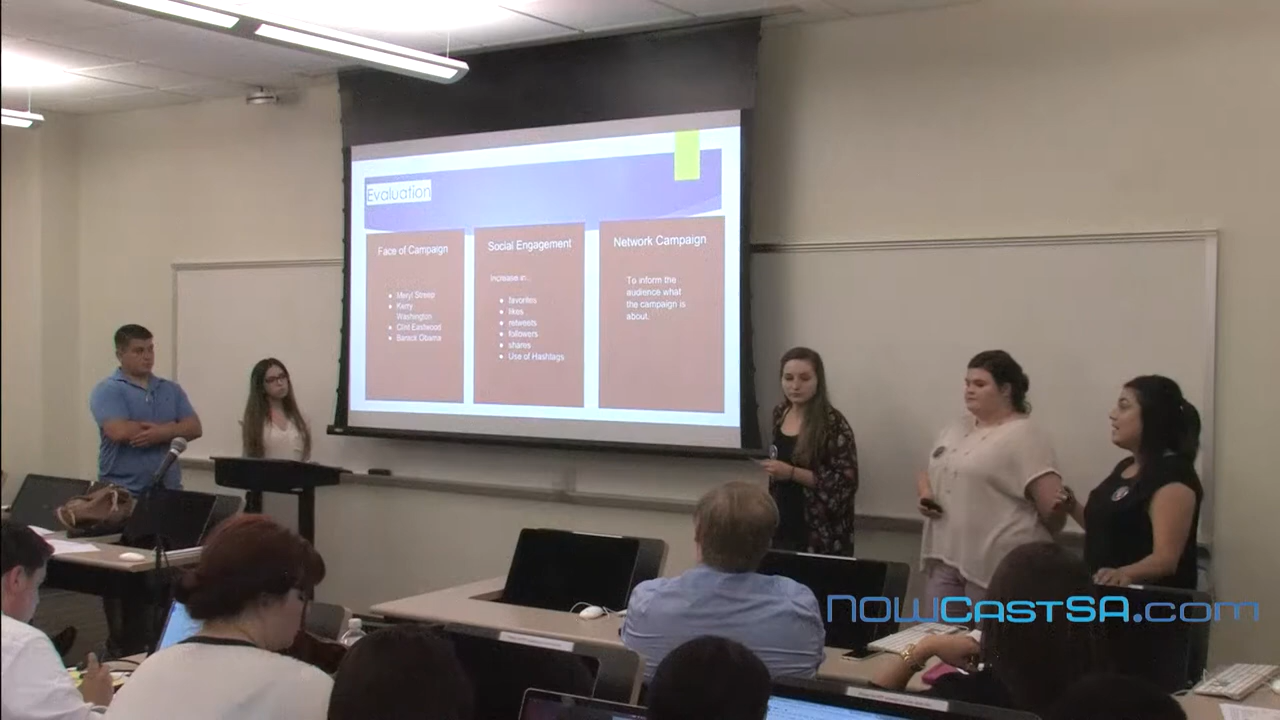 Evaluation
Face of Campaign
Meryl Streep
Kerry
Washington
Clint Eastwood
Barack Obama
Social Engagement
Increase in...
favorites
likes
retweets
followers
shares
Use of Hashtags
Network Campaign
To inform the
audience what
the campaign is
about.
NOWCastSA.com